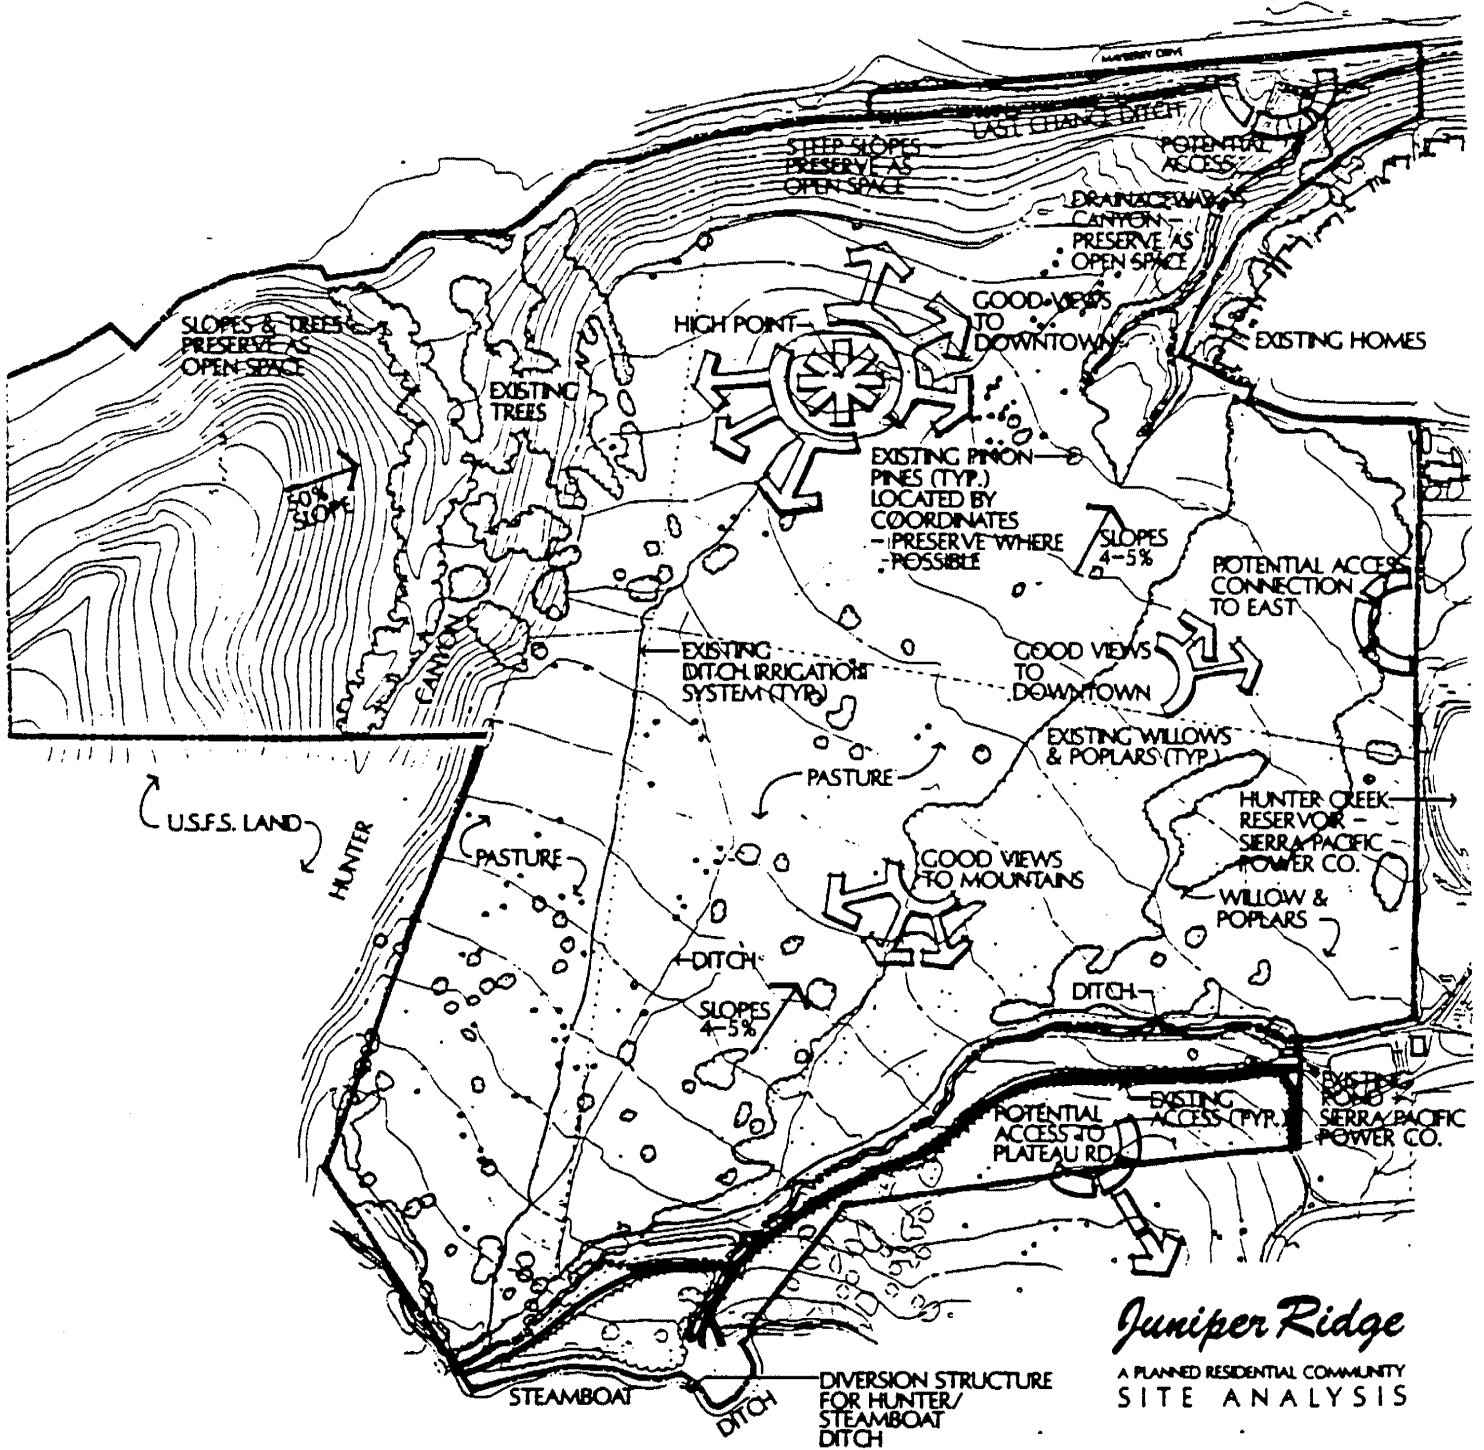 MAYBERRY DRIVE
LAST CHANCE DITCH
STEEP SLOPES
PRESERVE AS
OPEN SPACE
POTENTIAL
ACCESS
DRAINAGEWAY
CANYON
PRESERVE AS
OPEN SPACE
SLOPES & TREES
PRESERVE AS
OPEN SPACE
HIGH POINT
GOOD VIEWS
TO
DOWNTOWN
EXISTING HOMES
EXISTING
TREES
50%
SLOPE
EXISTING PINON
PINES (TYP.)
LOCATED BY
COORDINATES
- PRESERVE WHERE
POSSIBLE
SLOPES
4-5%
POTENTIAL ACCESS
CONNECTION
TO EAST
CANYON
EXISTING
DITCH IRRIGATION
SYSTEM (TYP.)
GOOD VIEWS
TO
DOWNTOWN
EXISTING WILLOWS
& POPLARS (TYP.)
PASTURE
U.S.F.S. LAND
HUNTER
PASTURE
HUNTER CREEK
RESERVOIR -
SIERRA PACIFIC
POWER CO.
GOOD VIEWS
TO MOUNTAINS
WILLOW &
POPLARS
DITCH
DITCH
SLOPES
4-5%
EXISTING
ACCESS (TYP.)
EXISTING
POND
SIERRA PACIFIC
POWER CO.
POTENTIAL
ACCESS TO
PLATEAU RD.
STEAMBOAT
DITCH
DIVERSION STRUCTURE
FOR HUNTER/
STEAMBOAT
DITCH
Juniper Ridge
A PLANNED RESIDENTIAL COMMUNITY
SITE ANALYSIS